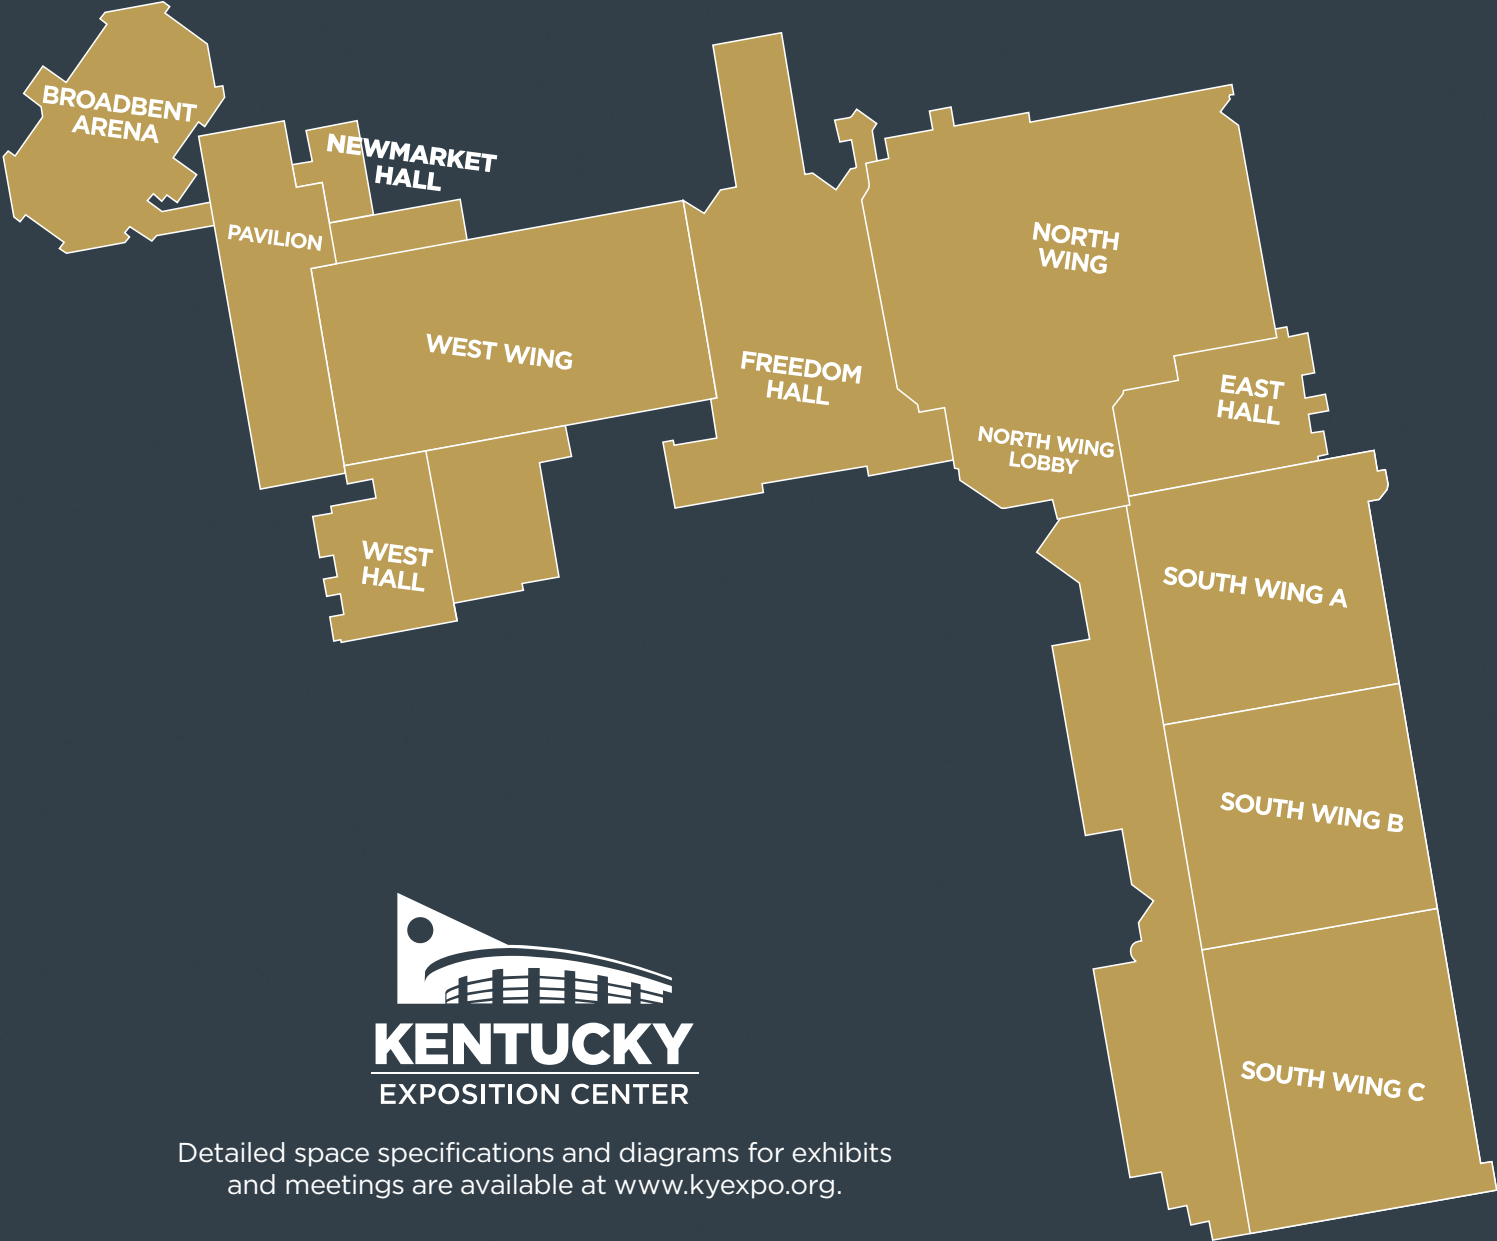 BROADBENT
ARENA
NEWMARKET
HALL
PAVILION
WEST WING
FREEDOM
HALL
NORTH
WING
EAST
HALL
NORTH WING
LOBBY
WEST
HALL
SOUTH WING A
SOUTH WING B
SOUTH WING C
KENTUCKY
EXPOSITION CENTER
Detailed space specifications and diagrams for exhibits
and meetings are available at www.kyexpo.org.